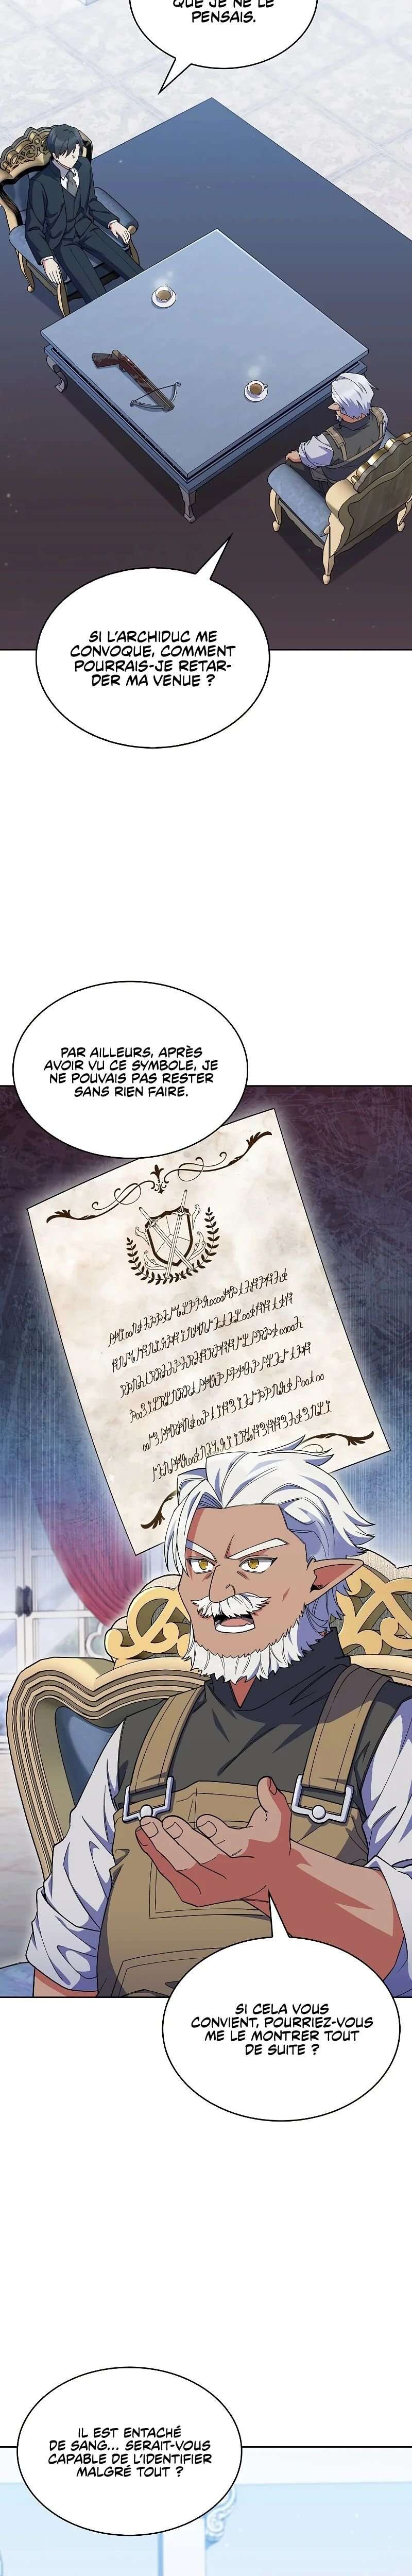 QUE JE NE LE
PENSAIS.
SI L'ARCHIDUC ME
CONVOQUE, COMMENT
POURRAIS-JE RETAR-
DER MA VENUE ?
PAR AILLEURS, APRÈS
AVOIR VU CE SYMBOLE, JE
NE POUVAIS PAS RESTER
SANS RIEN FAIRE.
SI CELA VOUS
CONVIENT, POURRIEZ-VOUS
ME LE MONTRER TOUT
DE SUITE ?
IL EST ENTACHÉ
DE SANG... SERAIT-VOUS
CAPABLE DE L'IDENTIFIER
MALGRÉ TOUT ?